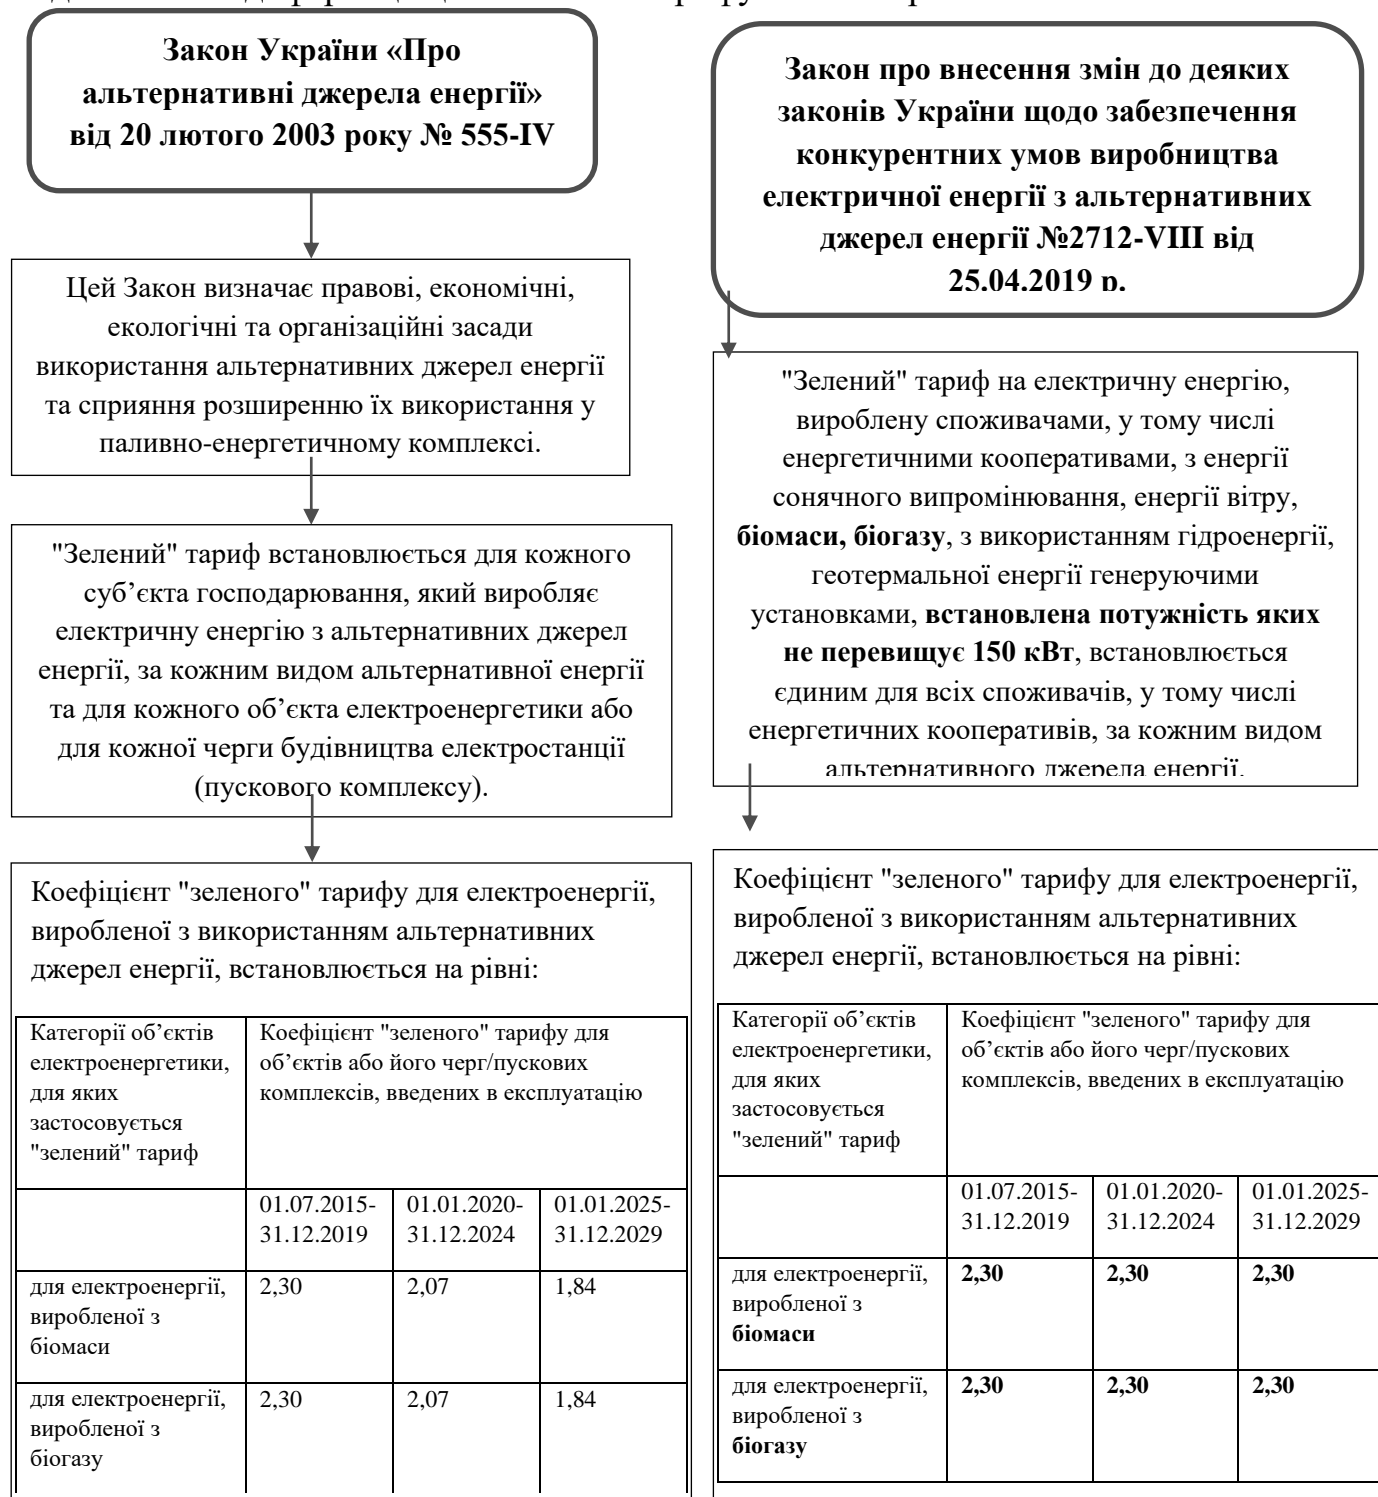 Закон України «Про
альтернативні джерела енергії»
від 20 лютого 2003 року № 555-IV
Цей Закон визначає правові, економічні,
екологічні та організаційні засади
використання альтернативних джерел енергії
та сприяння розширенню їх використання у
паливно-енергетичному комплексі.
"Зелений" тариф встановлюється для кожного
суб’єкта господарювання, який виробляє
електричну енергію з альтернативних джерел
енергії, за кожним видом альтернативної енергії
та для кожного об’єкта електроенергетики або
для кожної черги будівництва електростанції
(пускового комплексу).
Коефіцієнт "зеленого" тарифу для електроенергії,
виробленої з використанням альтернативних
джерел енергії, встановлюється на рівні:
Категорії об’єктів
електроенергетики,
для яких
застосовується
"зелений" тариф
Коефіцієнт "зеленого" тарифу для
об’єктів або його черг/пускових
комплексів, введених в експлуатацію
01.07.2015-
31.12.2019
01.01.2020-
31.12.2024
01.01.2025-
31.12.2029
для електроенергії,
виробленої з
біомаси
2,30
2,07
1,84
для електроенергії,
виробленої з
біогазу
2,30
2,07
1,84
Закон про внесення змін до деяких
законів України щодо забезпечення
конкурентних умов виробництва
електричної енергії з альтернативних
джерел енергії №2712-VIII від
25.04.2019 р.
"Зелений" тариф на електричну енергію,
вироблену споживачами, у тому числі
енергетичними кооперативами, з енергії
сонячного випромінювання, енергії вітру,
біомаси, біогазу, з використанням гідроенергії,
геотермальної енергії генеруючими
установками, встановлена потужність яких
не перевищує 150 кВт, встановлюється
єдиним для всіх споживачів, у тому числі
енергетичних кооперативів, за кожним видом
альтернативного джерела енергії.
Коефіцієнт "зеленого" тарифу для електроенергії,
виробленої з використанням альтернативних
джерел енергії, встановлюється на рівні:
Категорії об’єктів
електроенергетики,
для яких
застосовується
"зелений" тариф
Коефіцієнт "зеленого" тарифу для
об’єктів або його черг/пускових
комплексів, введених в експлуатацію
01.07.2015-
31.12.2019
01.01.2020-
31.12.2024
01.01.2025-
31.12.2029
для електроенергії,
виробленої з
біомаси
2,30
2,30
2,30
для електроенергії,
виробленої з
біогазу
2,30
2,30
2,30